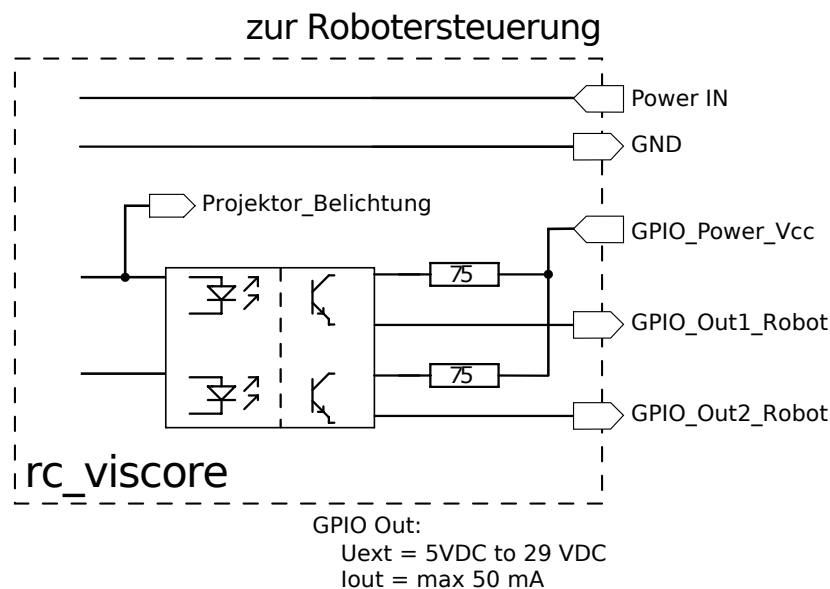 zur Robotersteuerung
Power IN
GND
Projektor_Belichtung
GPIO_Power_Vcc
75
GPIO_Out1_Robot
75
GPIO_Out2_Robot
rc_viscore
GPIO Out:
Uext = 5VDC to 29 VDC
Iout = max 50 mA